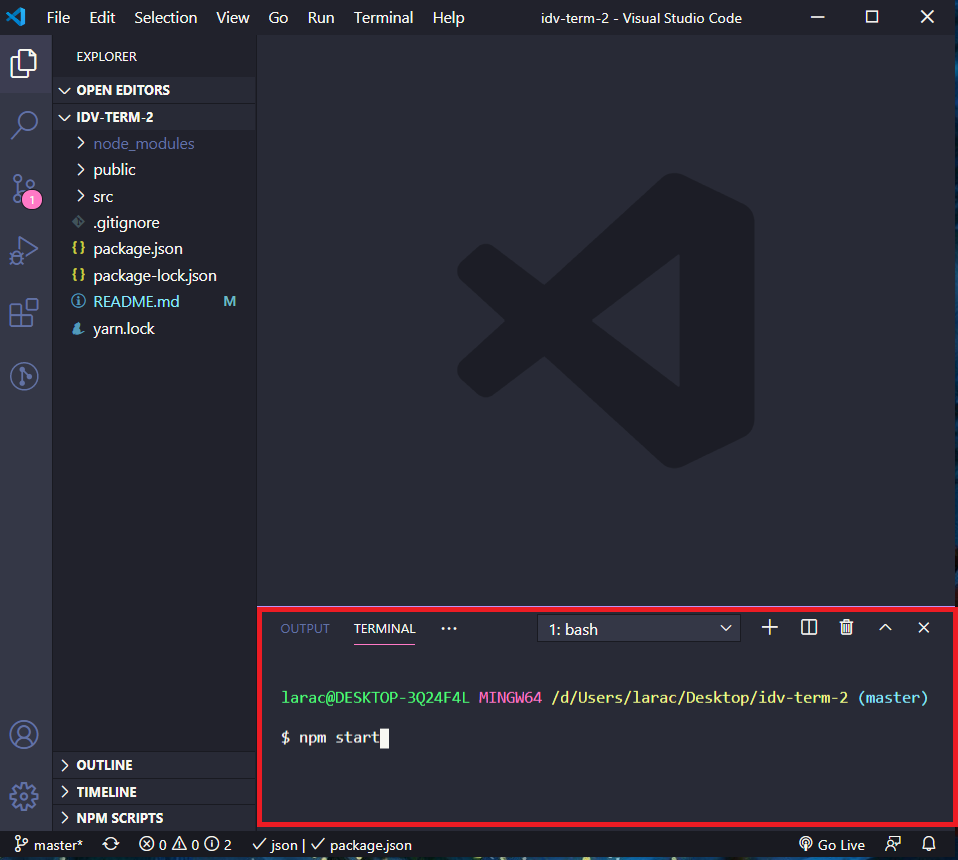 File Edit Selection View Go Run Terminal Help idv-term-2 - Visual Studio Code
EXPLORER
OPEN EDITORS
IDV-TERM-2
node_modules
public
src
.gitignore
package.json
package-lock.json
README.md M
yarn.lock
1
OUTLINE
TIMELINE
NPM SCRIPTS
OUTPUT TERMINAL ··· 1: bash
larac@DESKTOP-3Q24F4L MINGW64 /d/Users/larac/Desktop/idv-term-2 (master)
$ npm start
master* 0 0 2 json | package.json Go Live